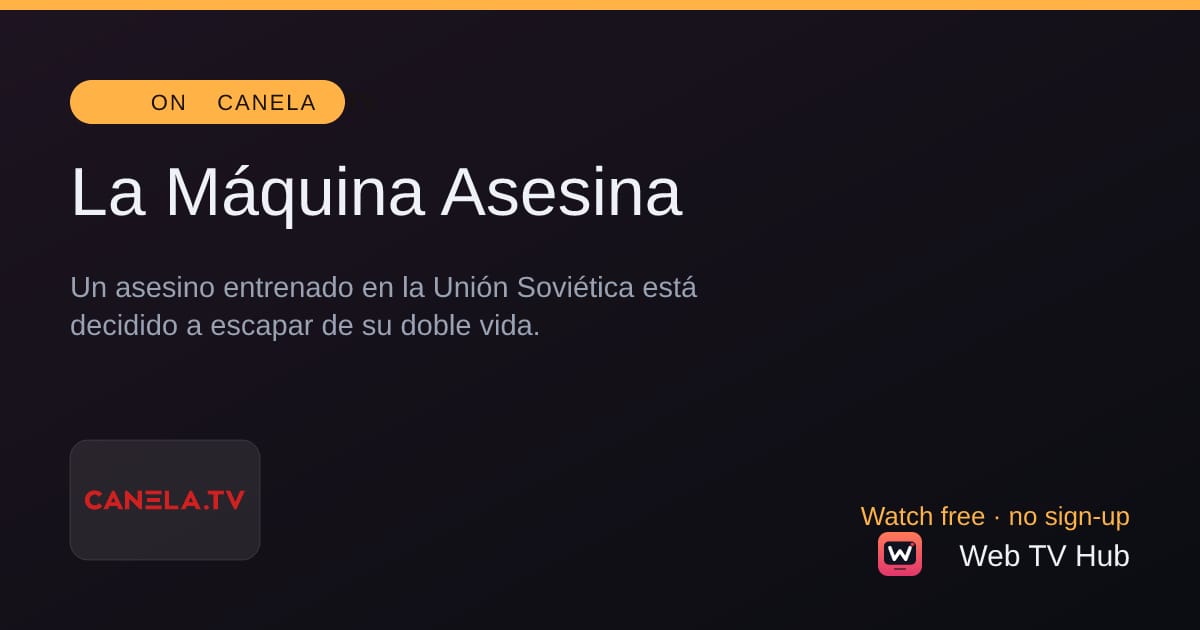 ON CANELA
La Máquina Asesina
Un asesino entrenado en la Unión Soviética está
decidido a escapar de su doble vida.
CANELA.TV
Watch free · no sign-up
W
Web TV Hub